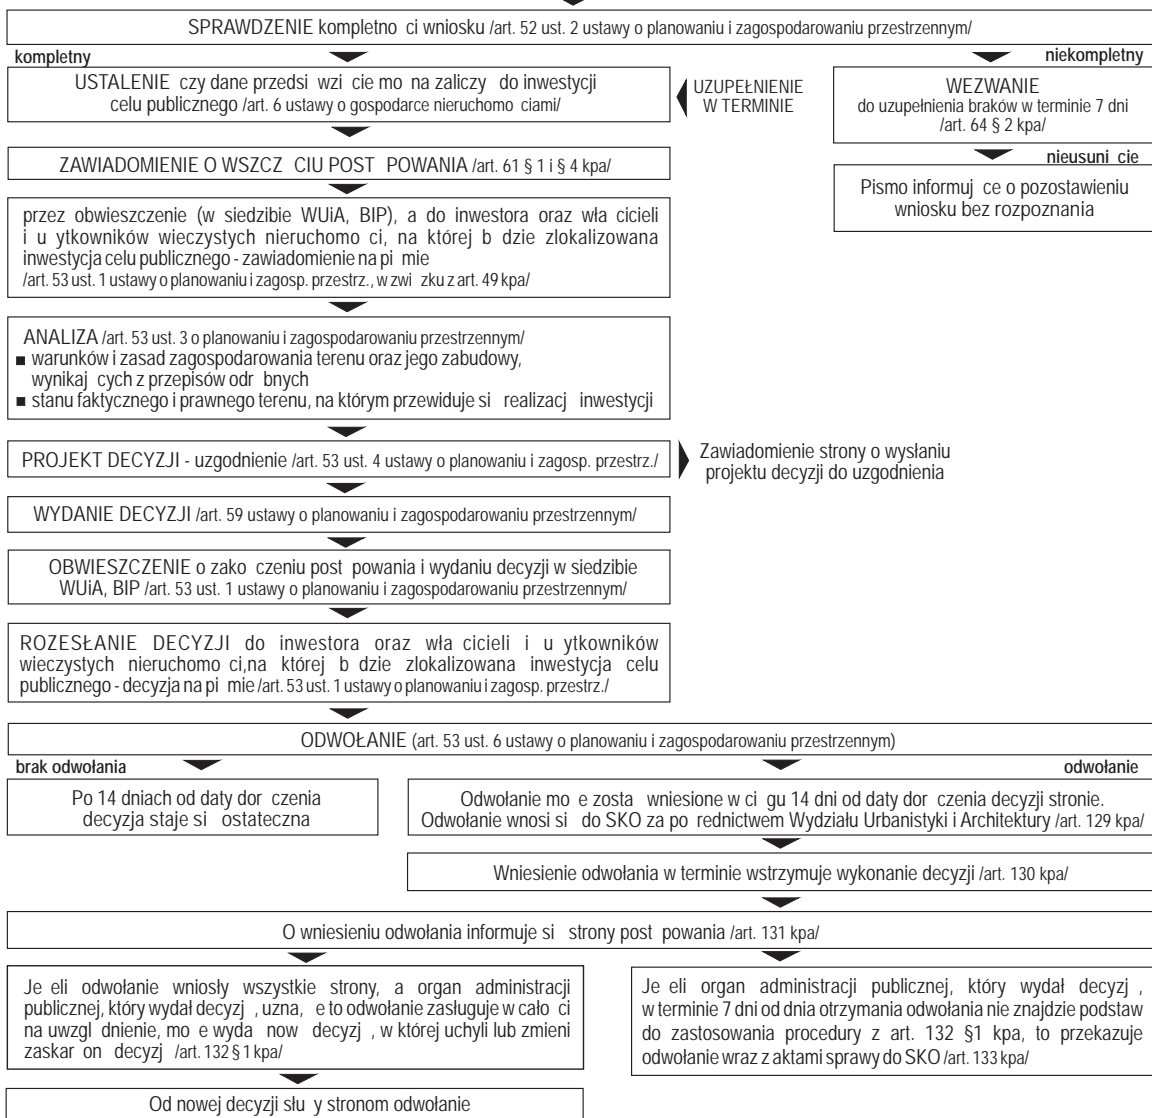 SPRAWDZENIE kompletno ci wniosku /art. 52 ust. 2 ustawy o planowaniu i zagospodarowaniu przestrzennym/
kompletny
niekompletny
USTALENIE czy dane przedsi wzi cie mo na zaliczy do inwestycji
celu publicznego /art. 6 ustawy o gospodarce nieruchomo ciami/
UZUPEŁNIENIE
W TERMINIE
WEZWANIE
do uzupełnienia braków w terminie 7 dni
/art. 64 § 2 kpa/
nieusuni cie
Pismo informuj ce o pozostawieniu
wniosku bez rozpoznania
ZAWIADOMIENIE O WSZCZ CIU POST POWANIA /art. 61 § 1 i § 4 kpa/
przez obwieszczenie (w siedzibie WUiA, BIP), a do inwestora oraz wła cicieli
i u ytkowników wieczystych nieruchomo ci, na której b dzie zlokalizowana
inwestycja celu publicznego - zawiadomienie na pi mie
/art. 53 ust. 1 ustawy o planowaniu i zagosp. przestrz., w zwi zku z art. 49 kpa/
ANALIZA /art. 53 ust. 3 o planowaniu i zagospodarowaniu przestrzennym/
■ warunków i zasad zagospodarowania terenu oraz jego zabudowy,
wynikaj cych z przepisów odr bnych
■ stanu faktycznego i prawnego terenu, na którym przewiduje si realizacj inwestycji
PROJEKT DECYZJI - uzgodnienie /art. 53 ust. 4 ustawy o planowaniu i zagosp. przestrz./
Zawiadomienie strony o wysłaniu
projektu decyzji do uzgodnienia
WYDANIE DECYZJI /art. 59 ustawy o planowaniu i zagospodarowaniu przestrzennym/
OBWIESZCZENIE o zako czeniu post powania i wydaniu decyzji w siedzibie
WUiA, BIP /art. 53 ust. 1 ustawy o planowaniu i zagospodarowaniu przestrzennym/
ROZESŁANIE DECYZJI do inwestora oraz wła cicieli i u ytkowników
wieczystych nieruchomo ci,na której b dzie zlokalizowana inwestycja celu
publicznego - decyzja na pi mie /art. 53 ust. 1 ustawy o planowaniu i zagosp. przestrz./
ODWOŁANIE (art. 53 ust. 6 ustawy o planowaniu i zagospodarowaniu przestrzennym)
brak odwołania
odwołanie
Po 14 dniach od daty dor czenia
decyzja staje si ostateczna
Odwołanie mo e zosta wniesione w ci gu 14 dni od daty dor czenia decyzji stronie.
Odwołanie wnosi si do SKO za po rednictwem Wydziału Urbanistyki i Architektury /art. 129 kpa/
Wniesienie odwołania w terminie wstrzymuje wykonanie decyzji /art. 130 kpa/
O wniesieniu odwołania informuje si strony post powania /art. 131 kpa/
Je eli odwołanie wniosły wszystkie strony, a organ administracji
publicznej, który wydał decyzj , uzna, e to odwołanie zasługuje w cało ci
na uwzgl dnienie, mo e wyda now decyzj , w której uchyli lub zmieni
zaskar on decyzj /art. 132 § 1 kpa/
Je eli organ administracji publicznej, który wydał decyzj ,
w terminie 7 dni od dnia otrzymania odwołania nie znajdzie podstaw
do zastosowania procedury z art. 132 §1 kpa, to przekazuje
odwołanie wraz z aktami sprawy do SKO /art. 133 kpa/
Od nowej decyzji słu y stronom odwołanie